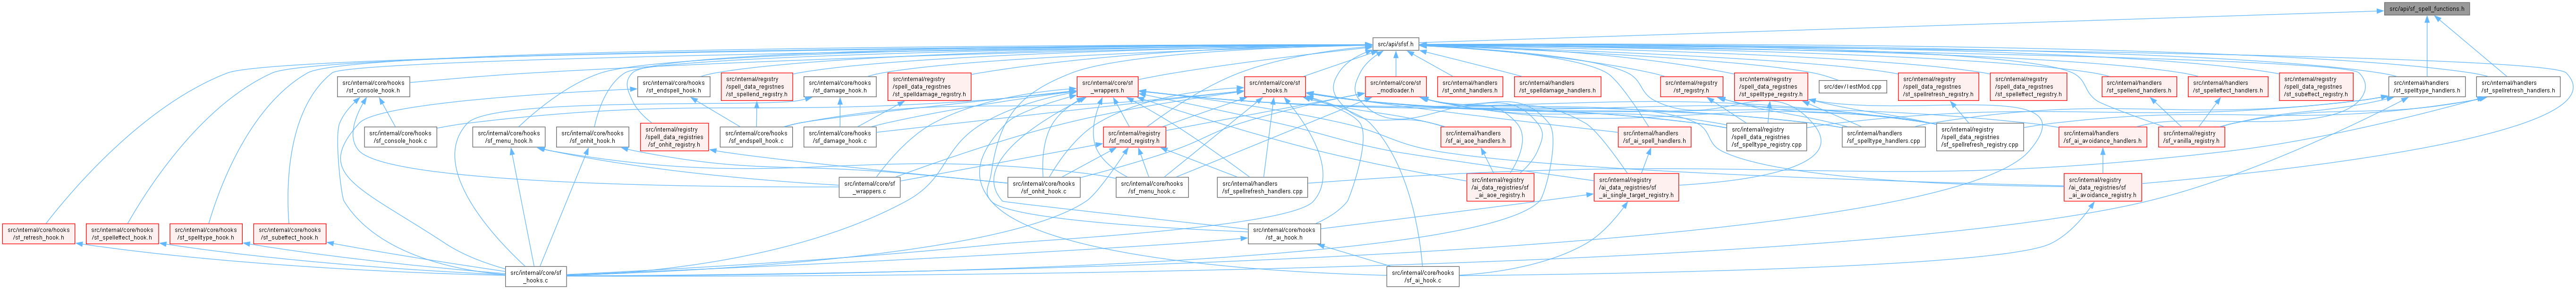 src/api/sf_spell_functions.h
src/api/sfsf.h
src/internal/core/hooks
/sf_console_hook.h
src/internal/core/hooks
/sf_endspell_hook.h
src/internal/registry
/spell_data_registries
/sf_spellend_registry.h
src/internal/core/hooks
/sf_damage_hook.h
src/internal/registry
/spell_data_registries
/sf_spelldamage_registry.h
src/internal/core/sf
_wrappers.h
src/internal/core/sf
_hooks.h
src/internal/core/sf
_modloader.h
src/internal/handlers
/sf_onhit_handlers.h
src/internal/handlers
/sf_spelldamage_handlers.h
src/internal/registry
/sf_registry.h
src/internal/registry
/spell_data_registries
/sf_spelltype_registry.h
src/dev/TestMod.cpp
src/internal/registry
/spell_data_registries
/sf_spellrefresh_registry.h
src/internal/registry
/spell_data_registries
/sf_spelleffect_registry.h
src/internal/handlers
/sf_spellend_handlers.h
src/internal/handlers
/sf_spelleffect_handlers.h
src/internal/registry
/spell_data_registries
/sf_subeffect_registry.h
src/internal/handlers
/sf_spelltype_handlers.h
src/internal/handlers
/sf_spellrefresh_handlers.h
src/internal/core/hooks
/sf_console_hook.c
src/internal/core/hooks
/sf_menu_hook.h
src/internal/core/hooks
/sf_onhit_hook.h
src/internal/registry
/spell_data_registries
/sf_onhit_registry.h
src/internal/core/hooks
/sf_endspell_hook.c
src/internal/core/hooks
/sf_damage_hook.c
src/internal/registry
/sf_mod_registry.h
src/internal/handlers
/sf_ai_aoe_handlers.h
src/internal/handlers
/sf_ai_spell_handlers.h
src/internal/registry
/spell_data_registries
/sf_spelltype_registry.cpp
src/internal/handlers
/sf_spelltype_handlers.cpp
src/internal/registry
/spell_data_registries
/sf_spellrefresh_registry.cpp
src/internal/handlers
/sf_ai_avoidance_handlers.h
src/internal/registry
/sf_vanilla_registry.h
src/internal/core/sf
_wrappers.c
src/internal/core/hooks
/sf_onhit_hook.c
src/internal/core/hooks
/sf_menu_hook.c
src/internal/handlers
/sf_spellrefresh_handlers.cpp
src/internal/registry
/ai_data_registries/sf
_ai_aoe_registry.h
src/internal/registry
/ai_data_registries/sf
_ai_single_target_registry.h
src/internal/registry
/ai_data_registries/sf
_ai_avoidance_registry.h
src/internal/core/hooks
/sf_refresh_hook.h
src/internal/core/hooks
/sf_spelleffect_hook.h
src/internal/core/hooks
/sf_spelltype_hook.h
src/internal/core/hooks
/sf_subeffect_hook.h
src/internal/core/hooks
/sf_ai_hook.h
src/internal/core/sf
_hooks.c
src/internal/core/hooks
/sf_ai_hook.c